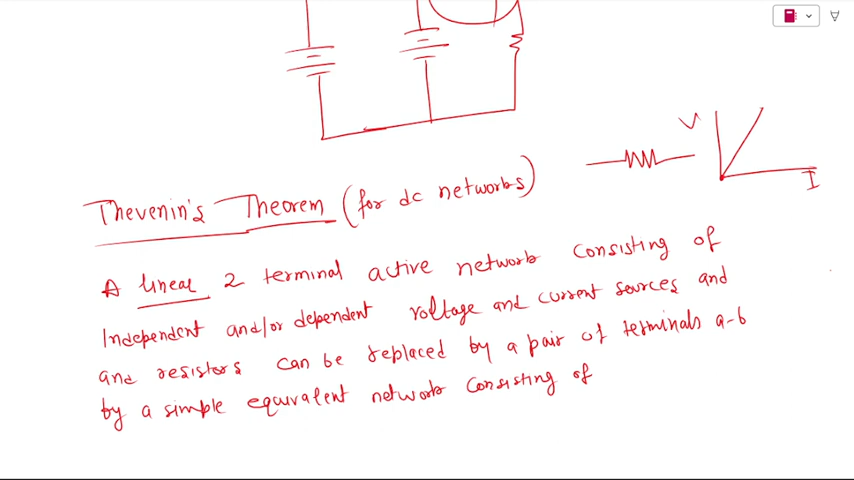 V
I
Thevenin's Theorem (for dc networks)
A linear 2 terminal active network consisting of
Independent and/or dependent voltage and current sources and
and resistors can be replaced by a pair of terminals a-b
by a simple equivalent network consisting of